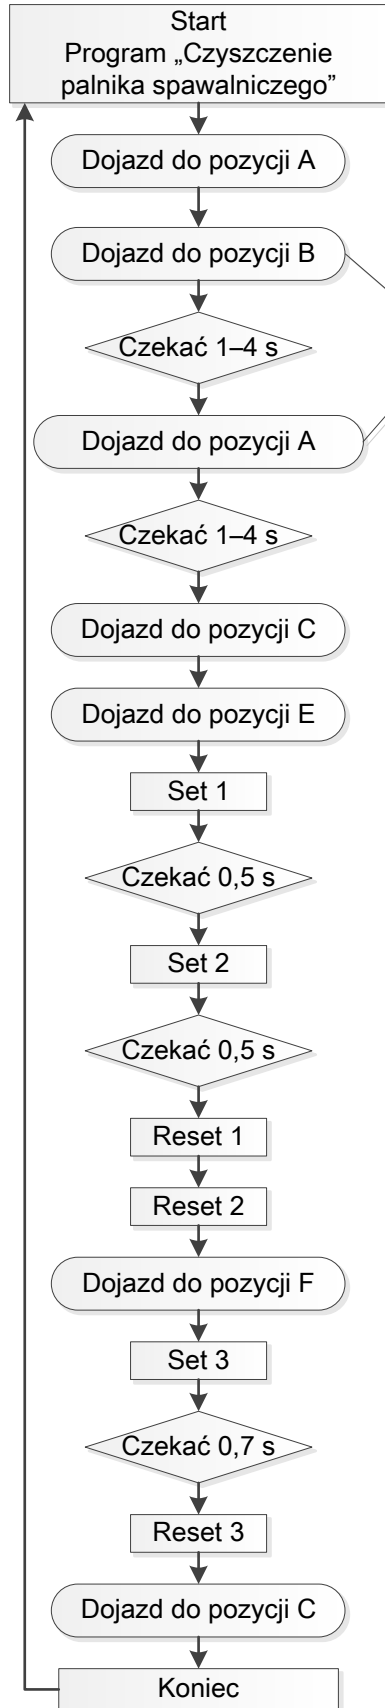 Start
Program „Czyszczenie
palnika spawalniczego”
Dojazd do pozycji A
Dojazd do pozycji B
Czekać 1–4 s
Dojazd do pozycji A
Czekać 1–4 s
Dojazd do pozycji C
Dojazd do pozycji E
Set 1
Czekać 0,5 s
Set 2
Czekać 0,5 s
Reset 1
Reset 2
Dojazd do pozycji F
Set 3
Czekać 0,7 s
Reset 3
Dojazd do pozycji C
Koniec